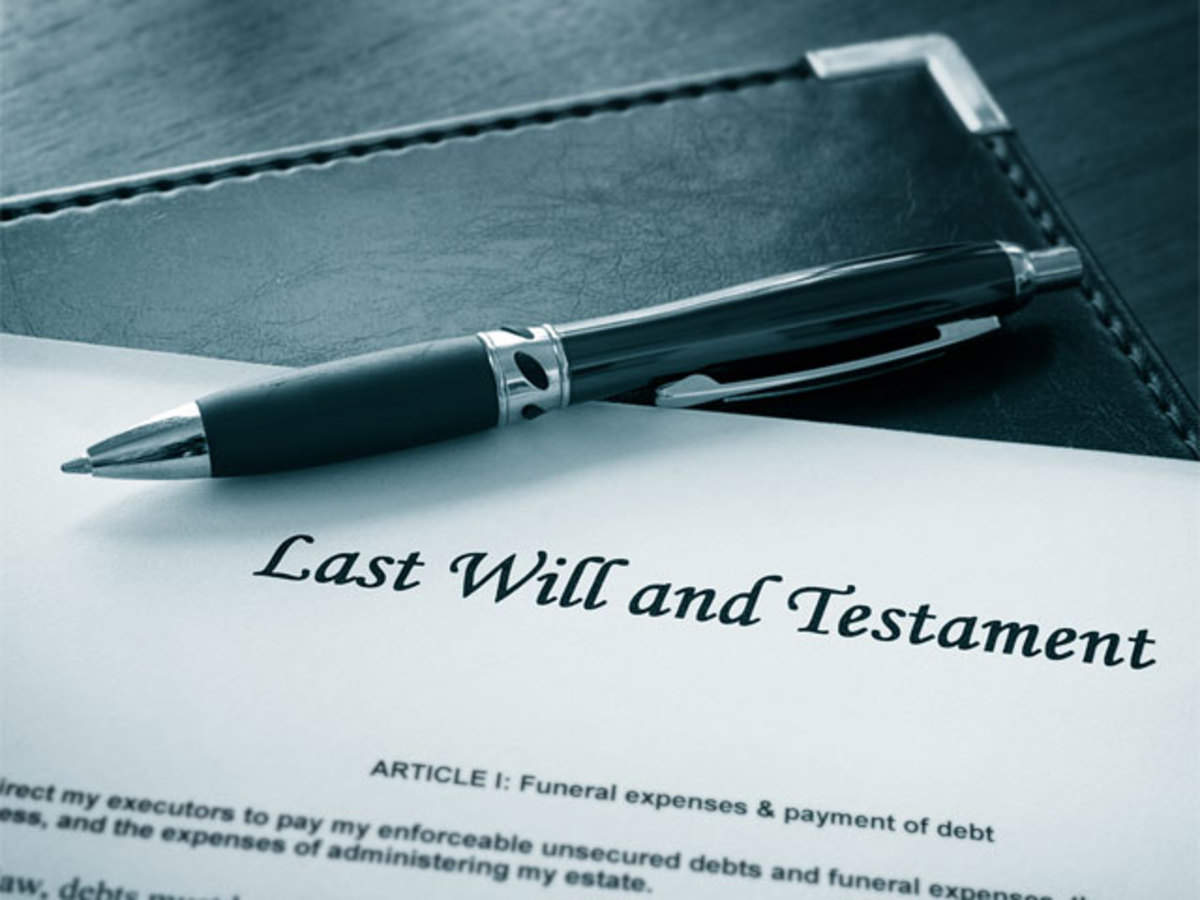 Last Will and Testament
ARTICLE I: Funeral expenses & payment of debt
irect my executors to pay my enforceable unsecured debts and funeral expenses,
ess, and the expenses of administering my estate.
aw, debts